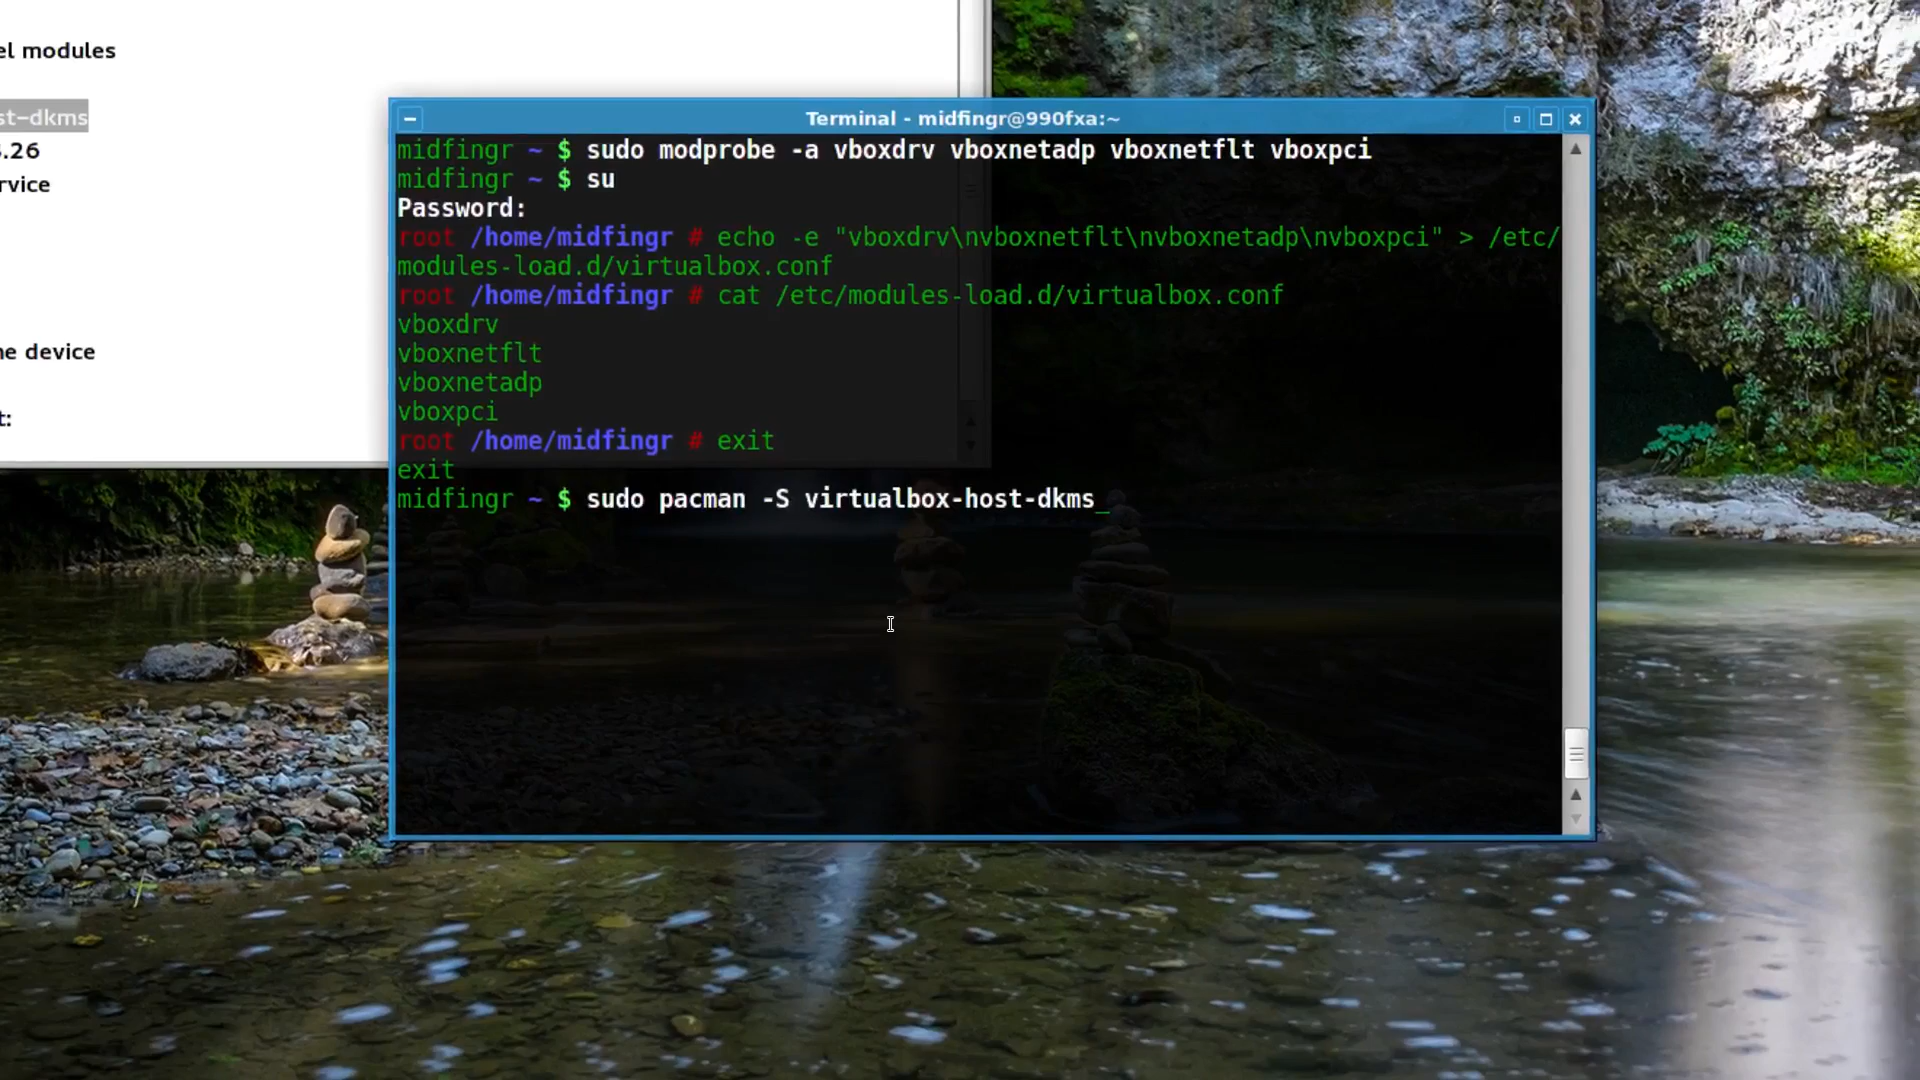 el modules
st-dkms
.26
rvice
ne device
t:
Terminal - midfingr@990fxa:~
midfingr ~ $ sudo modprobe -a vboxdrv vboxnetadp vboxnetflt vboxpci
midfingr ~ $ su
Password:
root /home/midfingr # echo -e "vboxdrv\nvboxnetflt\nvboxnetadp\nvboxpci" > /etc/
modules-load.d/virtualbox.conf
root /home/midfingr # cat /etc/modules-load.d/virtualbox.conf
vboxdrv
vboxnetflt
vboxnetadp
vboxpci
root /home/midfingr # exit
exit
midfingr ~ $ sudo pacman -S virtualbox-host-dkms_